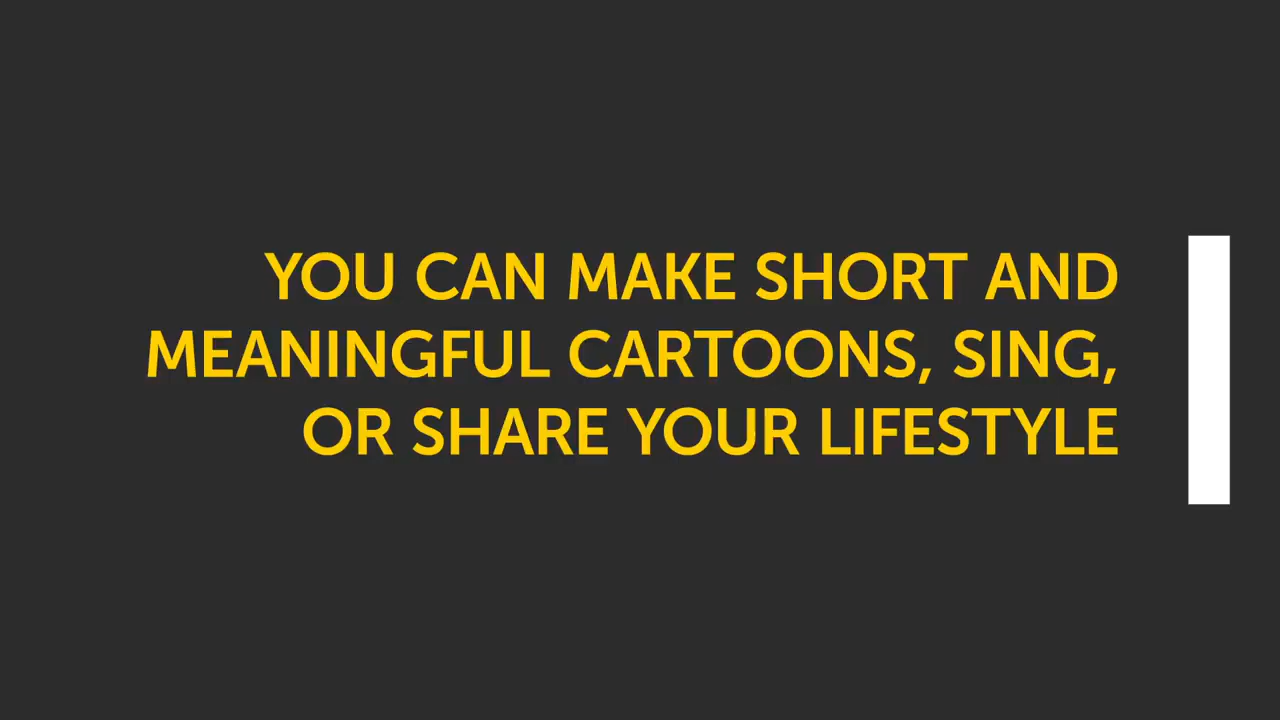 YOU CAN MAKE SHORT AND
MEANINGFUL CARTOONS, SING,
OR SHARE YOUR LIFESTYLE